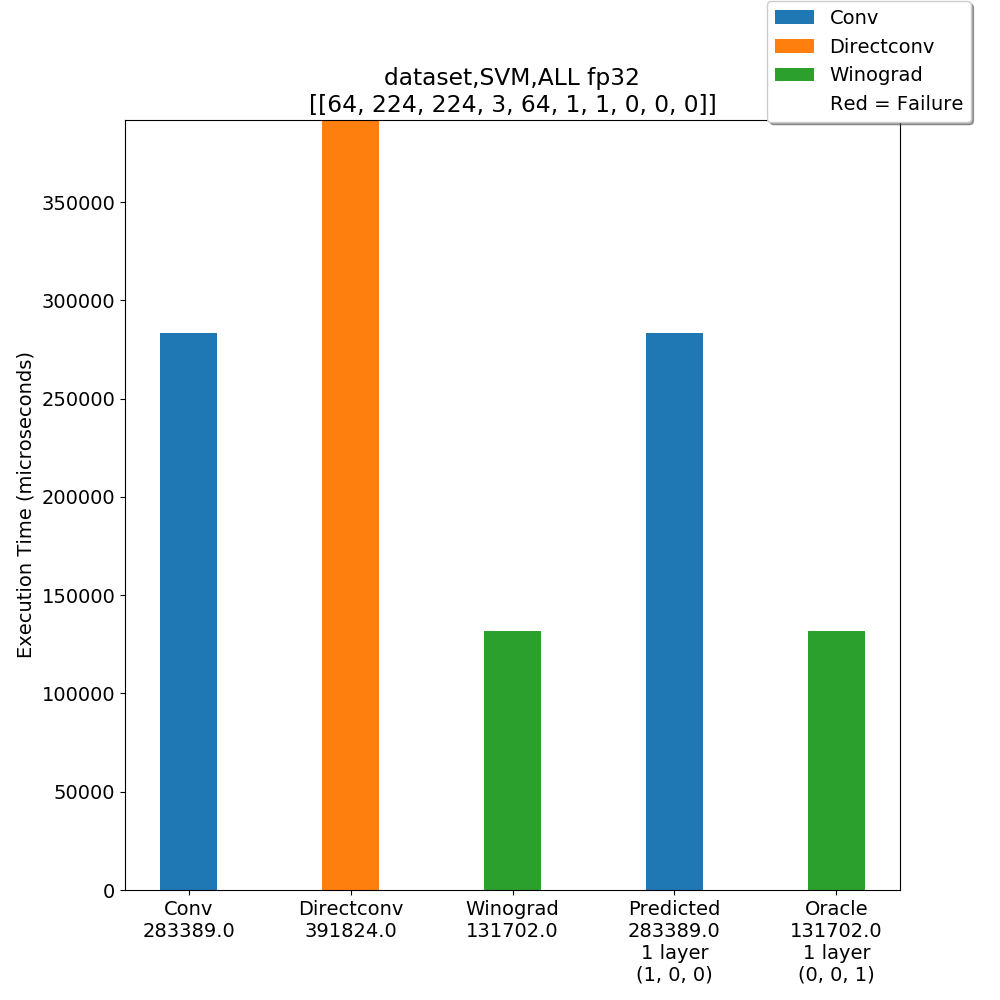 Conv
Directconv
Winograd
Red = Failure
dataset,SVM,ALL fp32
[[64, 224, 224, 3, 64, 1, 1, 0, 0, 0]]
Execution Time (microseconds)
350000
300000
250000
200000
150000
100000
50000
0
Conv
283389.0
Directconv
391824.0
Winograd
131702.0
Predicted
283389.0
1 layer
(1, 0, 0)
Oracle
131702.0
1 layer
(0, 0, 1)